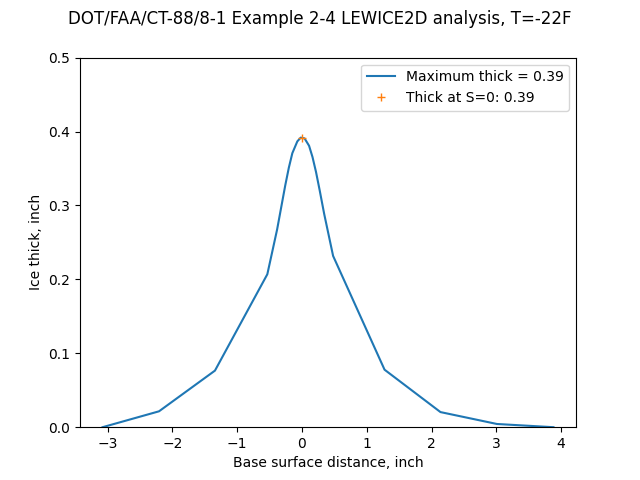 DOT/FAA/CT-88/8-1 Example 2-4 LEWICE2D analysis, T=-22F
Maximum thick = 0.39
Thick at S=0: 0.39
0.5
0.4
0.3
0.2
0.1
0.0
Ice thick, inch
−3
−2
−1
0
1
2
3
4
Base surface distance, inch